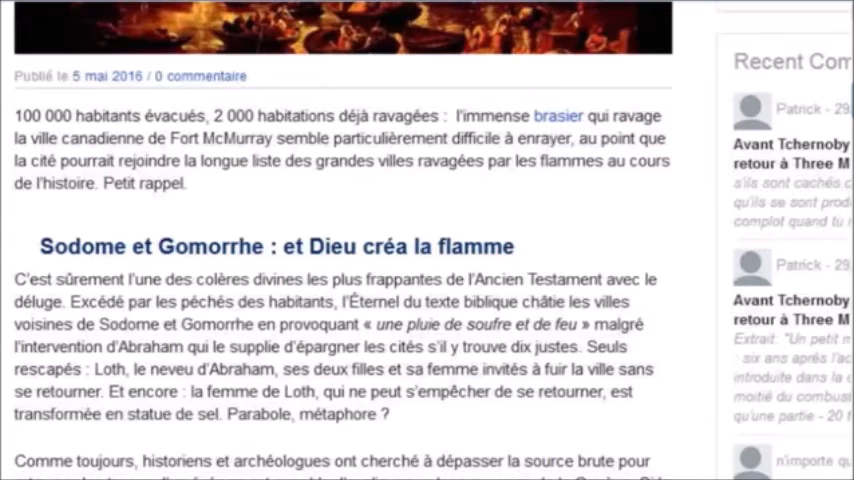 Publié le 5 mai 2016 / 0 commentaire
100 000 habitants évacués, 2 000 habitations déjà ravagées : l'immense brasier qui ravage
la ville canadienne de Fort McMurray semble particulièrement difficile à enrayer, au point que
la cité pourrait rejoindre la longue liste des grandes villes ravagées par les flammes au cours
de l'histoire. Petit rappel.
Sodome et Gomorrhe : et Dieu créa la flamme
C'est sûrement l'une des colères divines les plus frappantes de l'Ancien Testament avec le
déluge. Excédé par les péchés des habitants, l'Éternel du texte biblique châtie les villes
voisines de Sodome et Gomorrhe en provoquant « une pluie de soufre et de feu » malgré
l'intervention d'Abraham qui le supplie d'épargner les cités s'il y trouve dix justes. Seuls
rescapés : Loth, le neveu d'Abraham, ses deux filles et sa femme invités à fuir la ville sans
se retourner. Et encore : la femme de Loth, qui ne peut s'empêcher de se retourner, est
transformée en statue de sel. Parabole, métaphore ?
Comme toujours, historiens et archéologues ont cherché à dépasser la source brute pour
Recent Com
Patrick - 29
Avant Tchernoby
retour à Three M
s'ils sont cachés c
qu'ils se sont prod
complot quand tu
Patrick - 29
Avant Tchernoby
retour à Three M
Extrait: "Un petit m
: six ans après l'ac
introduite dans la
moitié du combus
qu'une partie - 20
n'importe qu